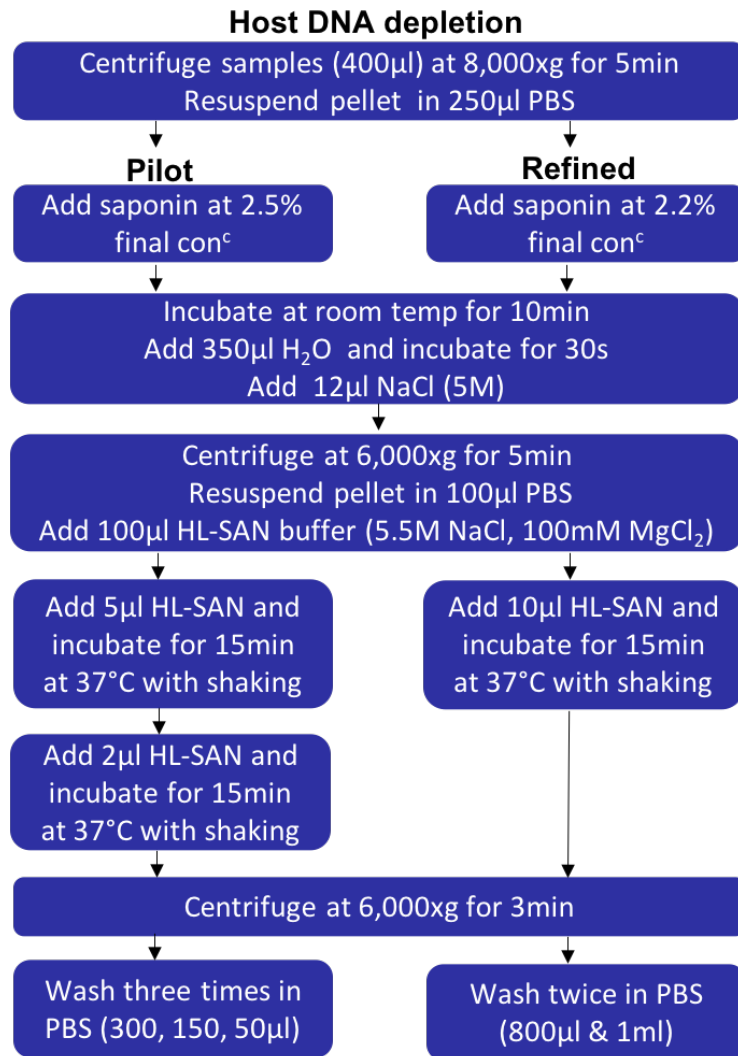 Host DNA depletion
Centrifuge samples (400µl) at 8,000xg for 5min
Resuspend pellet in 250µl PBS
Pilot
Add saponin at 2.5%
final conᶜ
Refined
Add saponin at 2.2%
final conᶜ
Incubate at room temp for 10min
Add 350µl H₂O and incubate for 30s
Add 12µl NaCl (5M)
Centrifuge at 6,000xg for 5min
Resuspend pellet in 100µl PBS
Add 100µl HL-SAN buffer (5.5M NaCl, 100mM MgCl₂)
Add 5µl HL-SAN and
incubate for 15min
at 37°C with shaking
Add 10µl HL-SAN and
incubate for 15min
at 37°C with shaking
Add 2µl HL-SAN and
incubate for 15min
at 37°C with shaking
Centrifuge at 6,000xg for 3min
Wash three times in
PBS (300, 150, 50µl)
Wash twice in PBS
(800µl & 1ml)